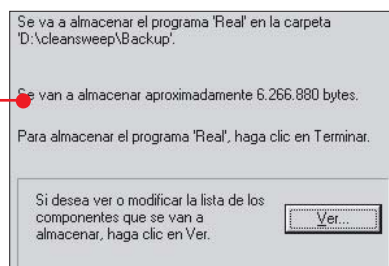 Se va a almacenar el programa 'Real' en la carpeta
'D:\cleansweep\Backup'.
Se van a almacenar aproximadamente 6.266.880 bytes.
Para almacenar el programa 'Real', haga clic en Terminar.
Si desea ver o modificar la lista de los
componentes que se van a
almacenar, haga clic en Ver.
Ver...